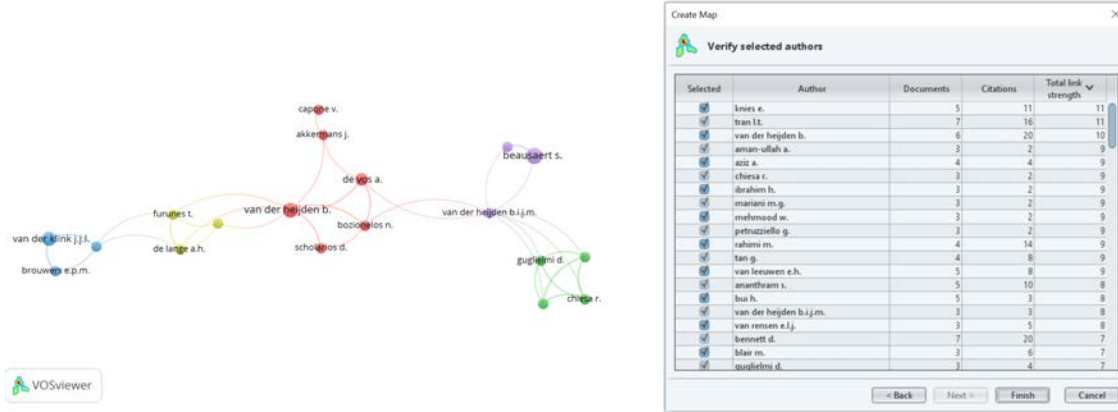 capone v.
akkermans j.
de vos a.
beausaert s.
furunes t.
van der heijden b.
van der heijden b.i.j.m.
bozionelos n.
van der klink j.j.l.
de lange a.h.
scholarios d.
guglielmi d.
brouwers e.p.m.
chiesa r.
VOSviewer
Create Map
Verify selected authors
Selected Author Documents Citations Total link strength
knies e. 5 11 11
tran l.t. 7 16 11
van der heijden b. 6 20 10
aman-ullah a. 3 2 9
aziz a. 4 4 9
chiesa r. 3 2 9
ibrahim h. 3 2 9
mariani m.g. 3 2 9
mehmood w. 3 2 9
petruzziello g. 3 2 9
rahimi m. 4 14 9
tan g. 4 8 9
van leeuwen e.h. 5 8 9
ananthram s. 5 10 8
bui h. 5 3 8
van der heijden b.i.j.m. 3 3 8
van rensen e.l.j. 3 5 8
bennett d. 7 20 7
blair m. 3 6 7
guglielmi d. 3 4 7
< Back Next > Finish Cancel